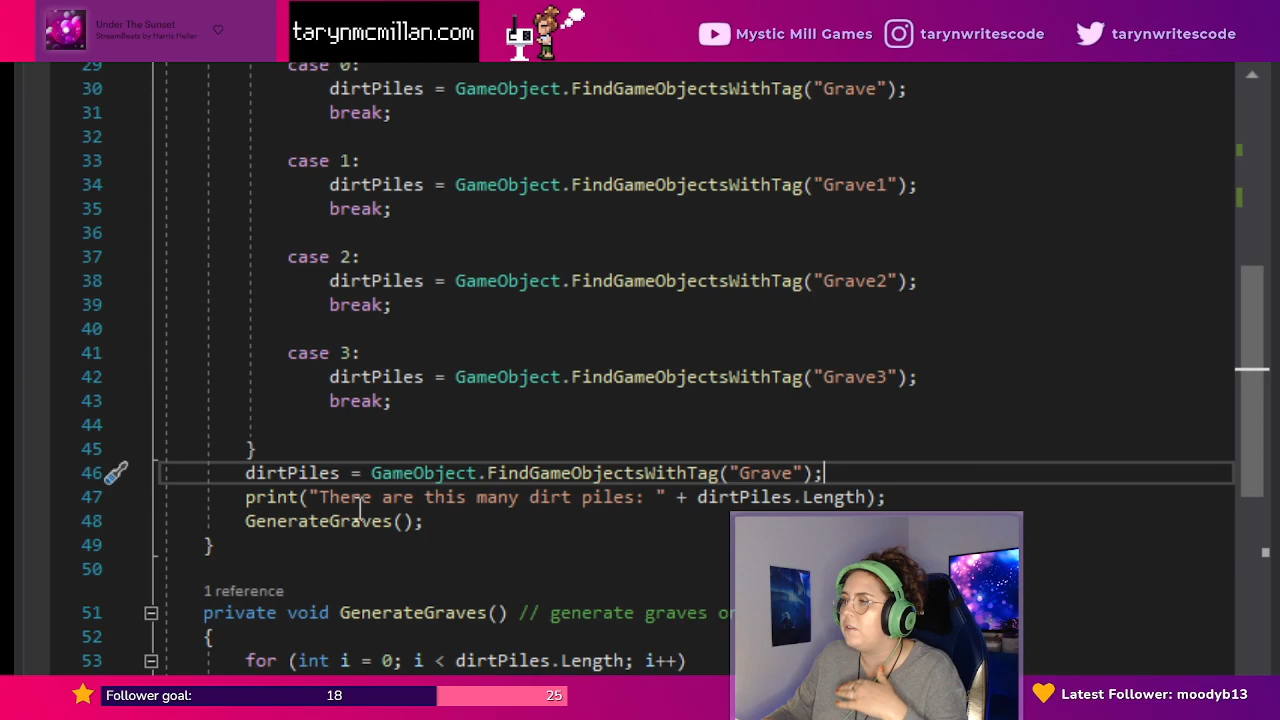 Under The Sunset
StreamBeats by Harris Heller
tarynmcmillan.com
Mystic Mill Games
tarynwritescode
tarynwritescode
29 case 0:
30 dirtPiles = GameObject.FindGameObjectsWithTag("Grave");
31 break;
32
33 case 1:
34 dirtPiles = GameObject.FindGameObjectsWithTag("Grave1");
35 break;
36
37 case 2:
38 dirtPiles = GameObject.FindGameObjectsWithTag("Grave2");
39 break;
40
41 case 3:
42 dirtPiles = GameObject.FindGameObjectsWithTag("Grave3");
43 break;
44
45 }
46 dirtPiles = GameObject.FindGameObjectsWithTag("Grave");
47 print("There are this many dirt piles: " + dirtPiles.Length);
48 GenerateGraves();
49 }
50
1 reference
51 private void GenerateGraves() // generate graves or
52 {
53 for (int i = 0; i < dirtPiles.Length; i++)
Follower goal: 18 25
Latest Follower: moodyb13